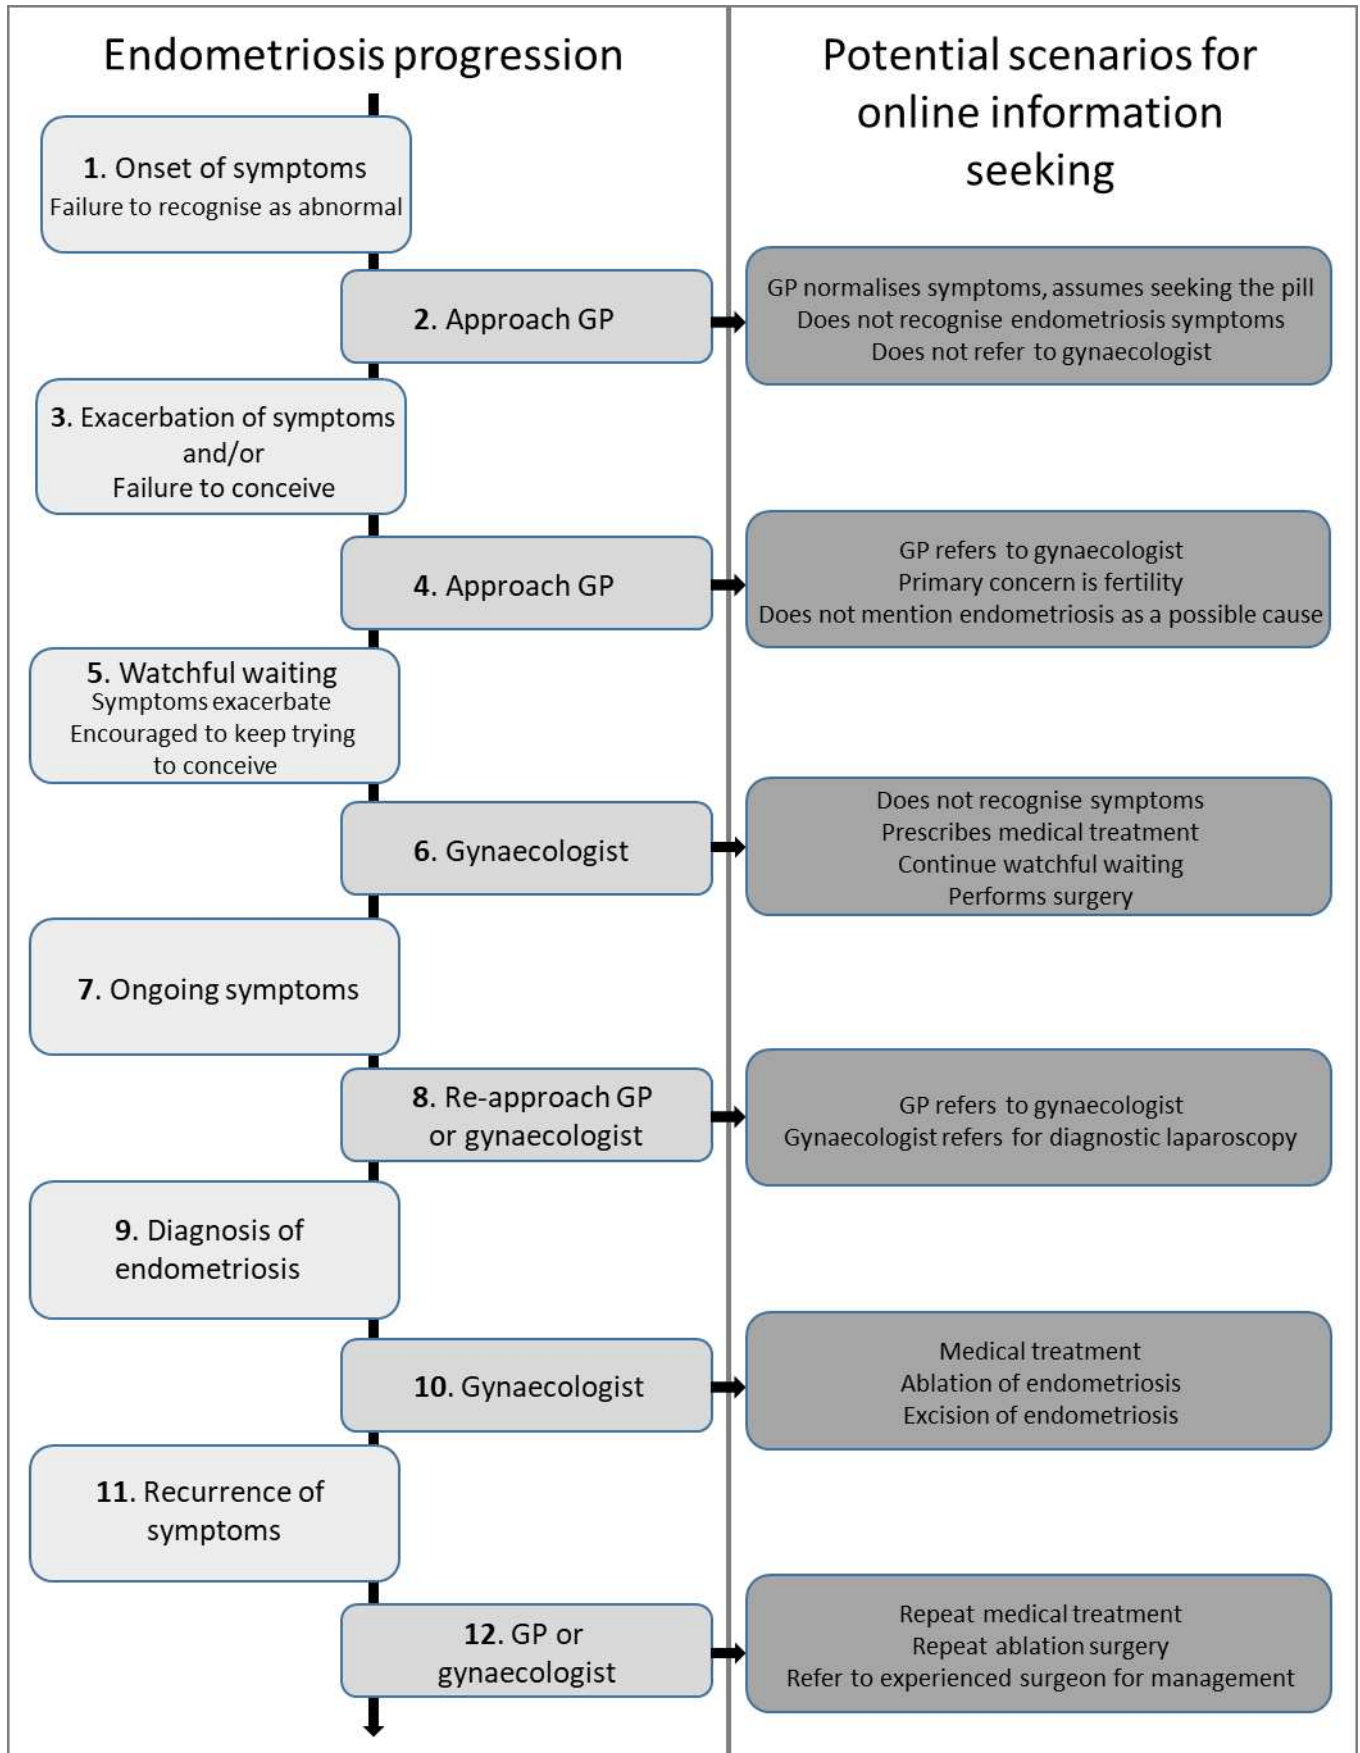 Endometriosis progression
Potential scenarios for
online information
seeking
1. Onset of symptoms
Failure to recognise as abnormal
2. Approach GP
GP normalises symptoms, assumes seeking the pill
Does not recognise endometriosis symptoms
Does not refer to gynaecologist
3. Exacerbation of symptoms
and/or
Failure to conceive
4. Approach GP
GP refers to gynaecologist
Primary concern is fertility
Does not mention endometriosis as a possible cause
5. Watchful waiting
Symptoms exacerbate
Encouraged to keep trying
to conceive
6. Gynaecologist
Does not recognise symptoms
Prescribes medical treatment
Continue watchful waiting
Performs surgery
7. Ongoing symptoms
8. Re-approach GP
or gynaecologist
GP refers to gynaecologist
Gynaecologist refers for diagnostic laparoscopy
9. Diagnosis of
endometriosis
10. Gynaecologist
Medical treatment
Ablation of endometriosis
Excision of endometriosis
11. Recurrence of
symptoms
12. GP or
gynaecologist
Repeat medical treatment
Repeat ablation surgery
Refer to experienced surgeon for management